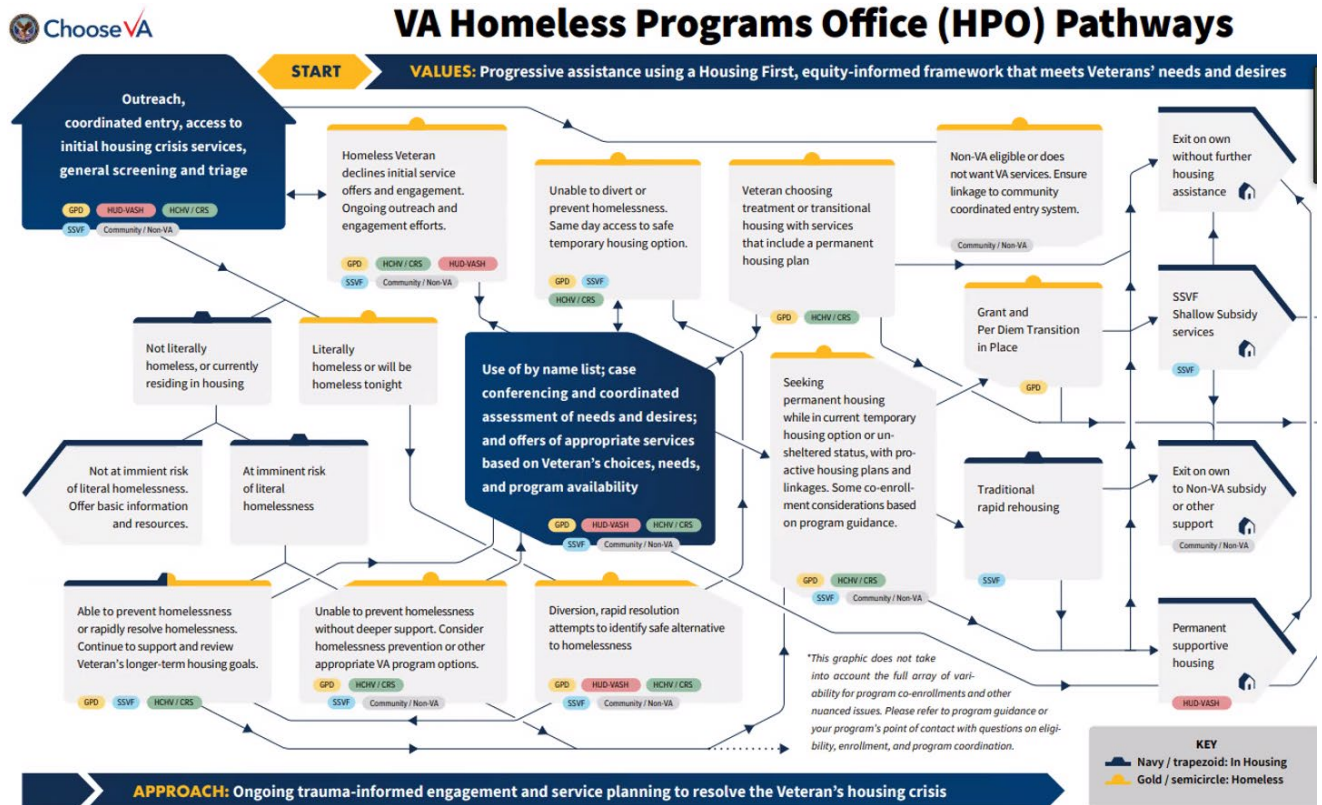 Choose VA
VA Homeless Programs Office (HPO) Pathways
START
VALUES: Progressive assistance using a Housing First, equity-informed framework that meets Veterans' needs and desires
Outreach,
coordinated entry, access to
initial housing crisis services,
general screening and triage
GPD HUD-VASH HCHV / CRS
SSVF Community / Non-VA
Homeless Veteran
declines initial service
offers and engagement.
Ongoing outreach and
engagement efforts.
GPD HCHV / CRS HUD-VASH
SSVF Community / Non-VA
Unable to divert or
prevent homelessness.
Same day access to safe
temporary housing option.
GPD SSVF
HCHV / CRS
Veteran choosing
treatment or transitional
housing with services
that include a permanent
housing plan
GPD HCHV / CRS
Non-VA eligible or does
not want VA services. Ensure
linkage to community
coordinated entry system.
Community / Non-VA
Exit on own
without further
housing
assistance
Not literally
homeless, or currently
residing in housing
Literally
homeless or will be
homeless tonight
Use of by name list; case
conferencing and coordinated
assessment of needs and desires;
and offers of appropriate services
based on Veteran's choices, needs,
and program availability
GPD HUD-VASH HCHV / CRS
SSVF Community / Non-VA
Seeking
permanent housing
while in current temporary
housing option or un-
sheltered status, with pro-
active housing plans and
linkages. Some co-enroll-
ment considerations based
on program guidance.
GPD HCHV / CRS
SSVF Community / Non-VA
Grant and
Per Diem Transition
in Place
GPD
SSVF
Shallow Subsidy
services
SSVF
Not at immient risk
of literal homelessness.
Offer basic information
and resources.
At imminent risk
of literal
homelessness
Traditional
rapid rehousing
SSVF
Exit on own
to Non-VA subsidy
or other
support
Community / Non-VA
Able to prevent homelessness
or rapidly resolve homelessness.
Continue to support and review
Veteran's longer-term housing goals.
GPD SSVF HCHV / CRS
Unable to prevent homelessness
without deeper support. Consider
homelessness prevention or other
appropriate VA program options.
GPD HCHV / CRS
SSVF Community / Non-VA
Diversion, rapid resolution
attempts to identify safe alternative
to homelessness
GPD HUD-VASH HCHV / CRS
SSVF Community / Non-VA
Permanent
supportive
housing
HUD-VASH
*This graphic does not take
into account the full array of vari-
ability for program co-enrollments and other
nuanced issues. Please refer to program guidance or
your program's point of contact with questions on eligi-
bility, enrollment, and program coordination.
KEY
Navy / trapezoid: In Housing
Gold / semicircle: Homeless
APPROACH: Ongoing trauma-informed engagement and service planning to resolve the Veteran's housing crisis